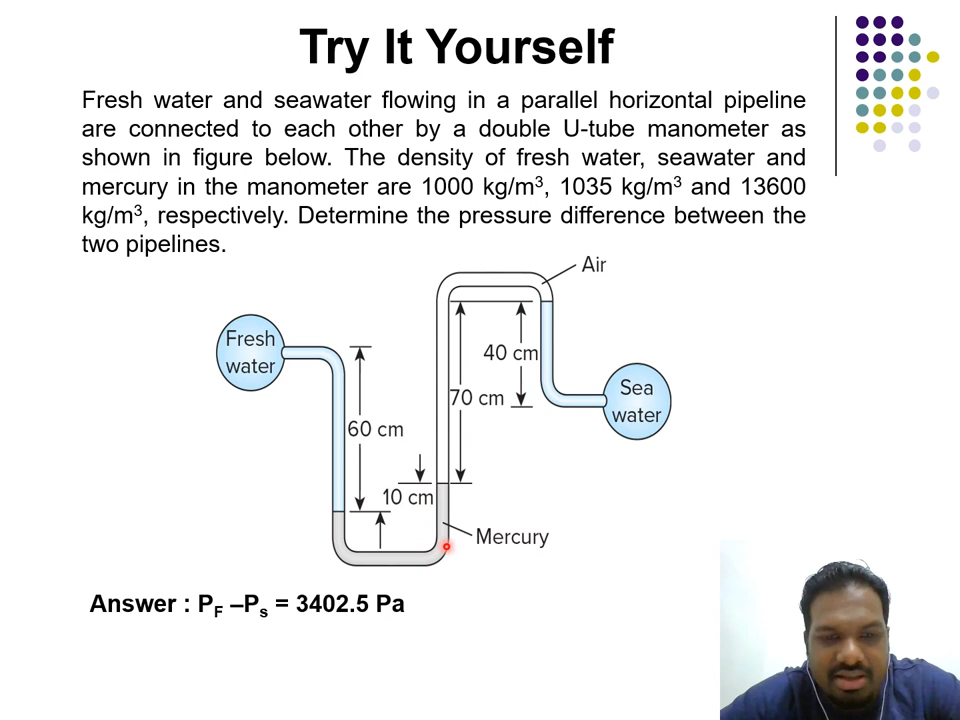 Try It Yourself
Fresh water and seawater flowing in a parallel horizontal pipeline
are connected to each other by a double U-tube manometer as
shown in figure below. The density of fresh water, seawater and
mercury in the manometer are 1000 kg/m³, 1035 kg/m³ and 13600
kg/m³, respectively. Determine the pressure difference between the
two pipelines.
Air
Fresh
water
40 cm
Sea
water
70 cm
60 cm
10 cm
Mercury
Answer : P_F –P_s = 3402.5 Pa